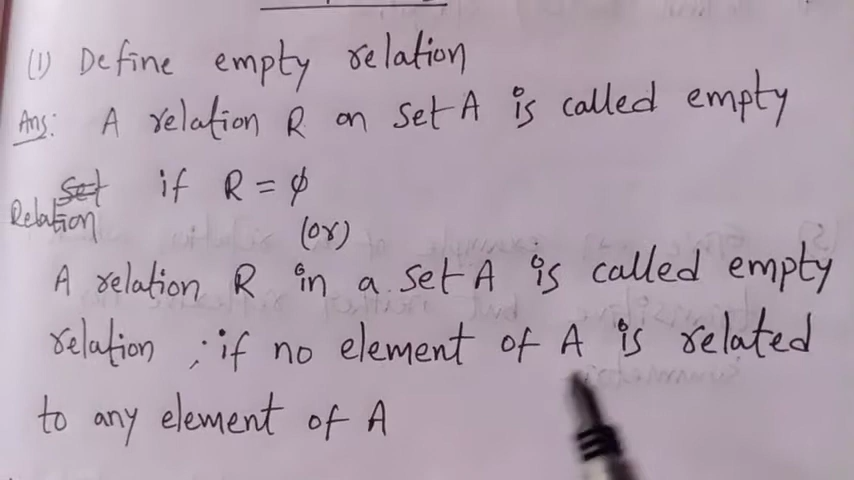 (1) Define empty relation
Ans: A relation R on set A is called empty
set if R = φ
Relation
(or)
A relation R in a set A is called empty
relation ; if no element of A is related
to any element of A